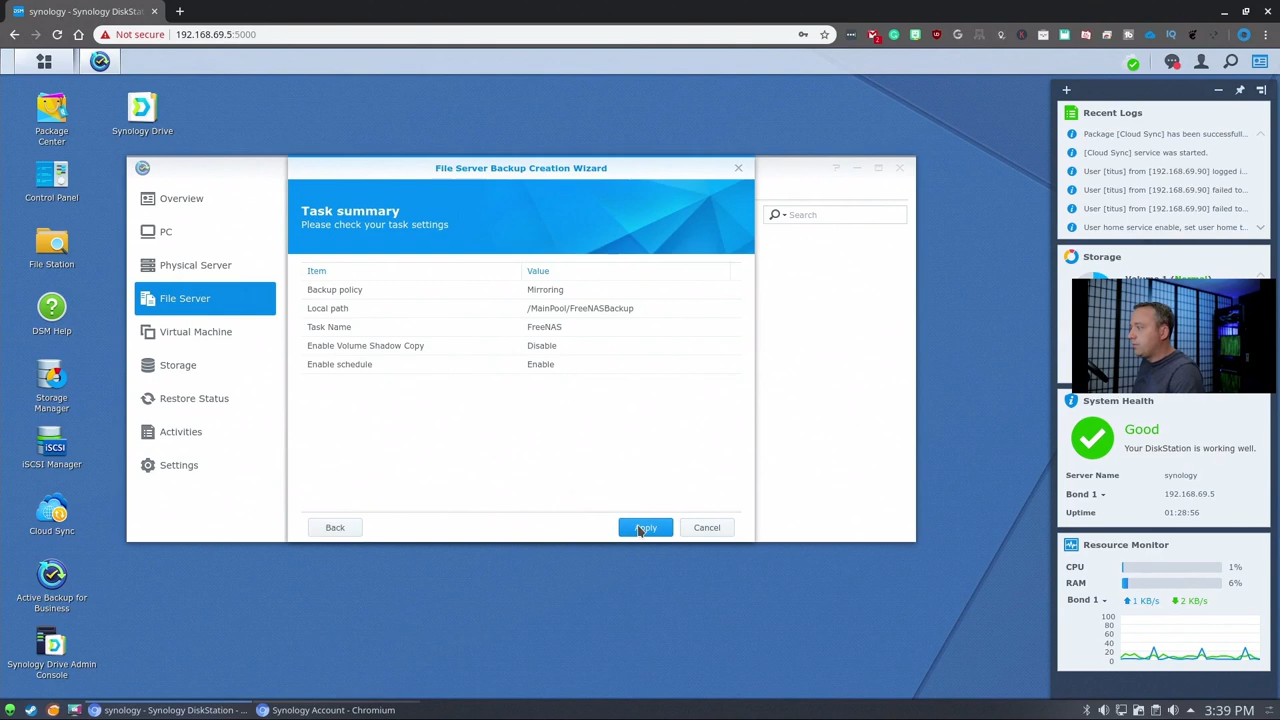 synology - Synology DiskStat
Not secure
192.168.69.5:5000
Package
Center
Synology Drive
Control Panel
File Station
DSM Help
Storage
Manager
iSCSI
iSCSI Manager
Cloud Sync
Active Backup for
Business
Synology Drive Admin
Console
Overview
PC
Physical Server
File Server
Virtual Machine
Storage
Restore Status
Activities
Settings
File Server Backup Creation Wizard
Task summary
Please check your task settings
Item Value
Backup policy Mirroring
Local path /MainPool/FreeNASBackup
Task Name FreeNAS
Enable Volume Shadow Copy Disable
Enable schedule Enable
Back
Apply
Cancel
Search
Recent Logs
Package [Cloud Sync] has been successfull...
[Cloud Sync] service was started.
User [titus] from [192.168.69.90] logged i...
User [titus] from [192.168.69.90] failed to...
User [titus] from [192.168.69.90] failed to...
User home service enable, set user home t...
Storage
System Health
Good
Your DiskStation is working well.
Server Name synology
Bond 1 192.168.69.5
Uptime 01:28:56
Resource Monitor
CPU 1%
RAM 6%
Bond 1 1 KB/s 2 KB/s
100
80
60
40
20
0
synology - Synology DiskStation - ...
Synology Account - Chromium
3:39 PM